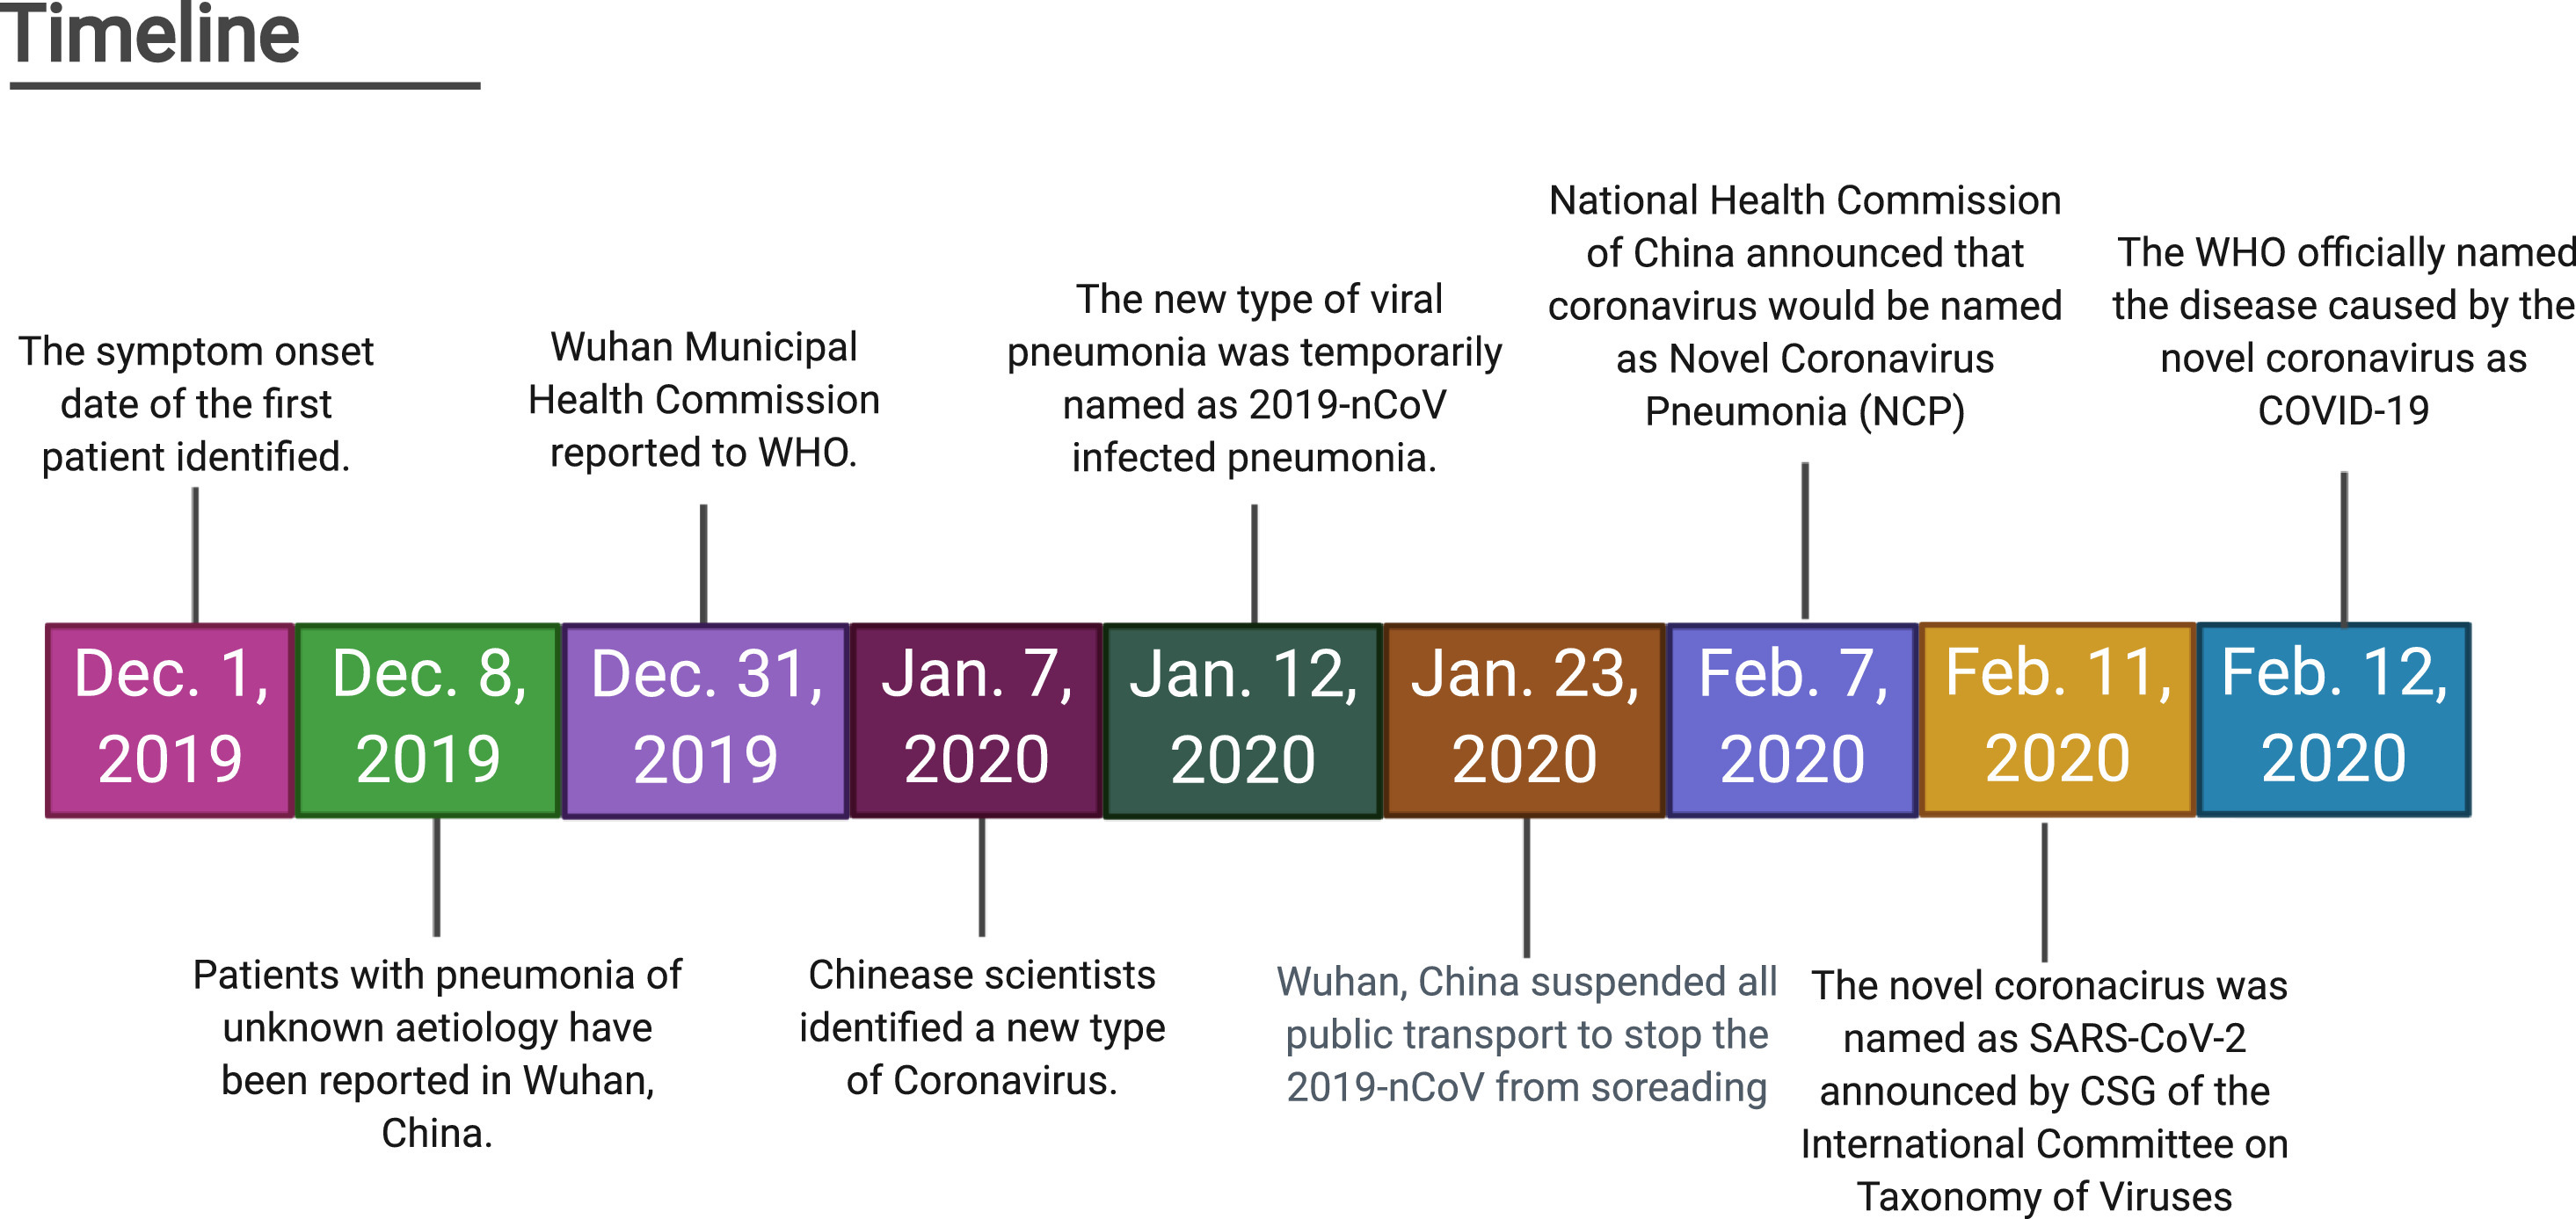 Timeline
The symptom onset
date of the first
patient identified.
Wuhan Municipal
Health Commission
reported to WHO.
The new type of viral
pneumonia was temporarily
named as 2019-nCoV
infected pneumonia.
National Health Commission
of China announced that
coronavirus would be named
as Novel Coronavirus
Pneumonia (NCP)
The WHO officially named
the disease caused by the
novel coronavirus as
COVID-19
Dec. 1,
2019
Dec. 8,
2019
Dec. 31,
2019
Jan. 7,
2020
Jan. 12,
2020
Jan. 23,
2020
Feb. 7,
2020
Feb. 11,
2020
Feb. 12,
2020
Patients with pneumonia of
unknown aetiology have
been reported in Wuhan,
China.
Chinease scientists
identified a new type
of Coronavirus.
Wuhan, China suspended all
public transport to stop the
2019-nCoV from soreading
The novel coronacirus was
named as SARS-CoV-2
announced by CSG of the
International Committee on
Taxonomy of Viruses